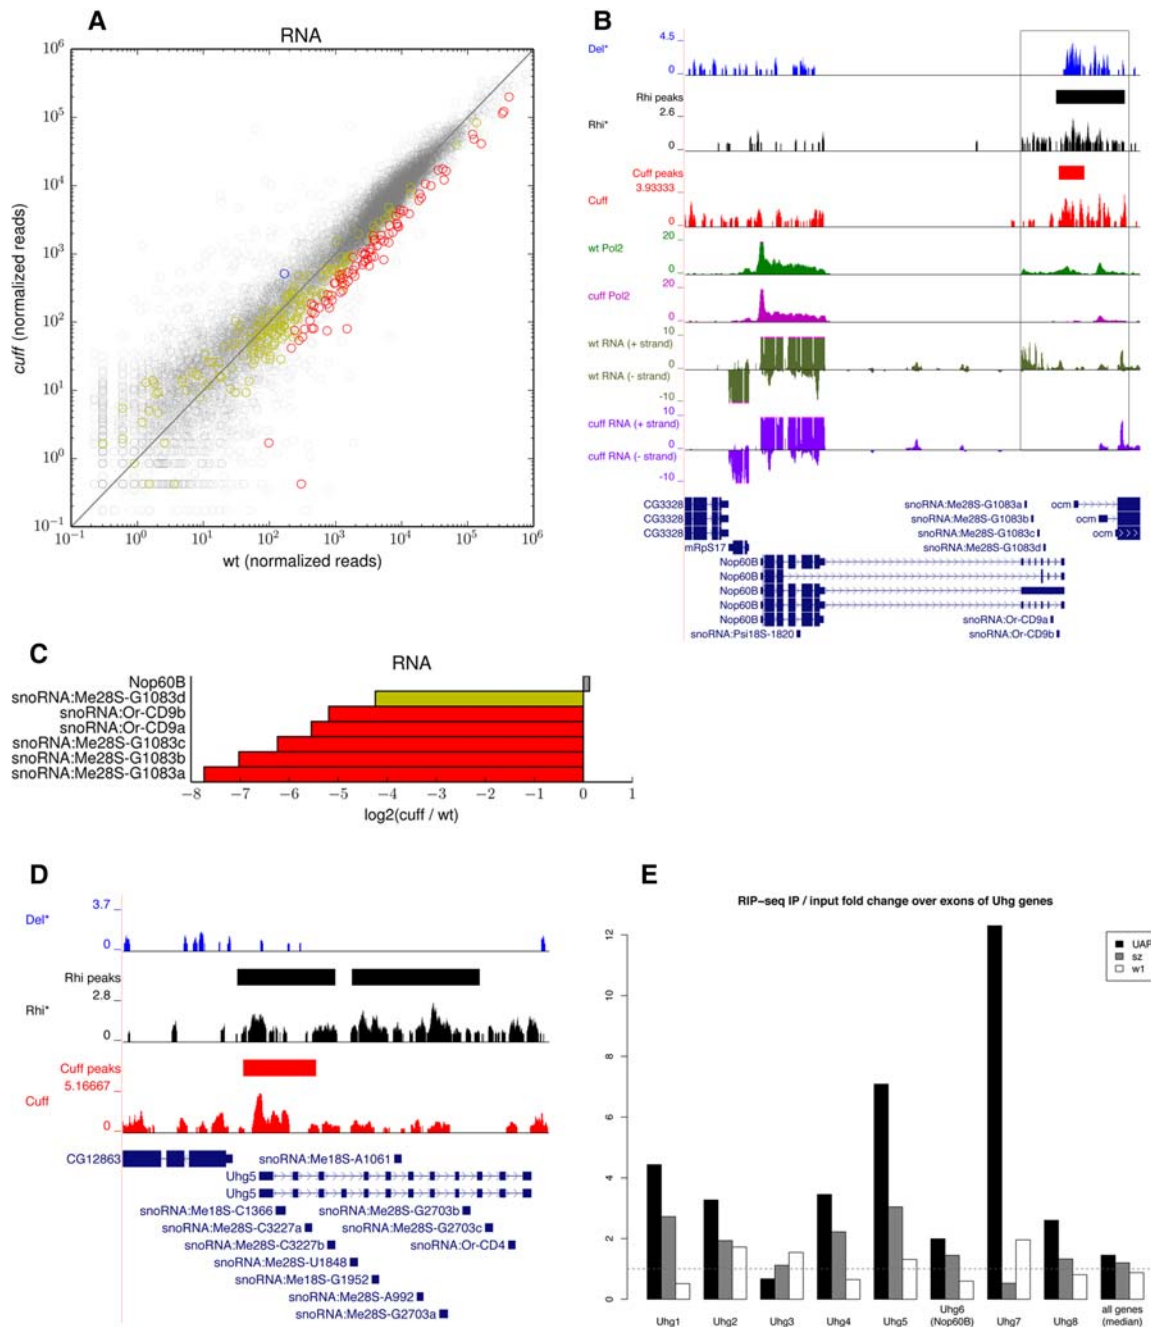 A
RNA
10^6
10^5
10^4
10^3
10^2
10^1
10^0
10^-1
cuff (normalized reads)
10^-1 10^0 10^1 10^2 10^3 10^4 10^5 10^6
wt (normalized reads)
B
4.5
Del*
0
Rhi peaks
2.6
Rhi*
0
Cuff peaks
3.93333
Cuff
0
20
wt Pol2
0
20
cuff Pol2
0
10
wt RNA (+ strand)
0
wt RNA (- strand)
-10
10
cuff RNA (+ strand)
0
cuff RNA (- strand)
-10
CG3328 snoRNA:Me28S-G1083a ocm
CG3328 snoRNA:Me28S-G1083b ocm
CG3328 snoRNA:Me28S-G1083c ocm
mRpS17 snoRNA:Me28S-G1083d
Nop60B
Nop60B
Nop60B
Nop60B
Nop60B snoRNA:Or-CD9a
snoRNA:Psi18S-1820 snoRNA:Or-CD9b
C
RNA
Nop60B
snoRNA:Me28S-G1083d
snoRNA:Or-CD9b
snoRNA:Or-CD9a
snoRNA:Me28S-G1083c
snoRNA:Me28S-G1083b
snoRNA:Me28S-G1083a
−8 −7 −6 −5 −4 −3 −2 −1 0 1
log2(cuff / wt)
D
3.7
Del*
0
Rhi peaks
2.8
Rhi*
0
Cuff peaks
5.16667
Cuff
0
CG12863 snoRNA:Me18S-A1061
Uhg5
Uhg5
snoRNA:Me18S-C1366 snoRNA:Me28S-G2703b
snoRNA:Me28S-C3227a snoRNA:Me28S-G2703c
snoRNA:Me28S-C3227b snoRNA:Or-CD4
snoRNA:Me28S-U1848
snoRNA:Me18S-G1952
snoRNA:Me28S-A992
snoRNA:Me28S-G2703a
E
RIP−seq IP / input fold change over exons of Uhg genes
UAP
sz
w1
12
10
8
6
4
2
0
Uhg1 Uhg2 Uhg3 Uhg4 Uhg5 Uhg6 (Nop60B) Uhg7 Uhg8 all genes (median)